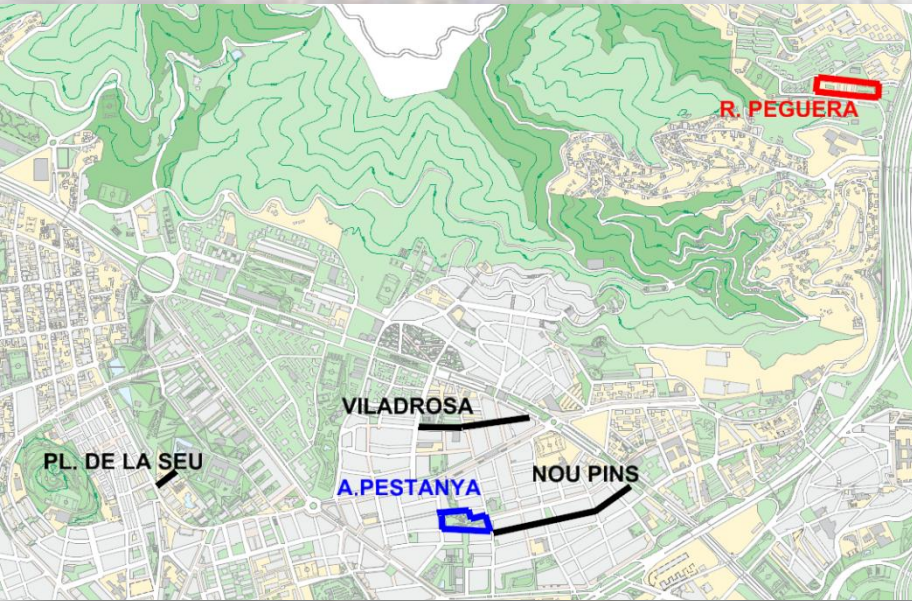 R. PEGUERA
VILADROSA
PL. DE LA SEU
A.PESTANYA
NOU PINS